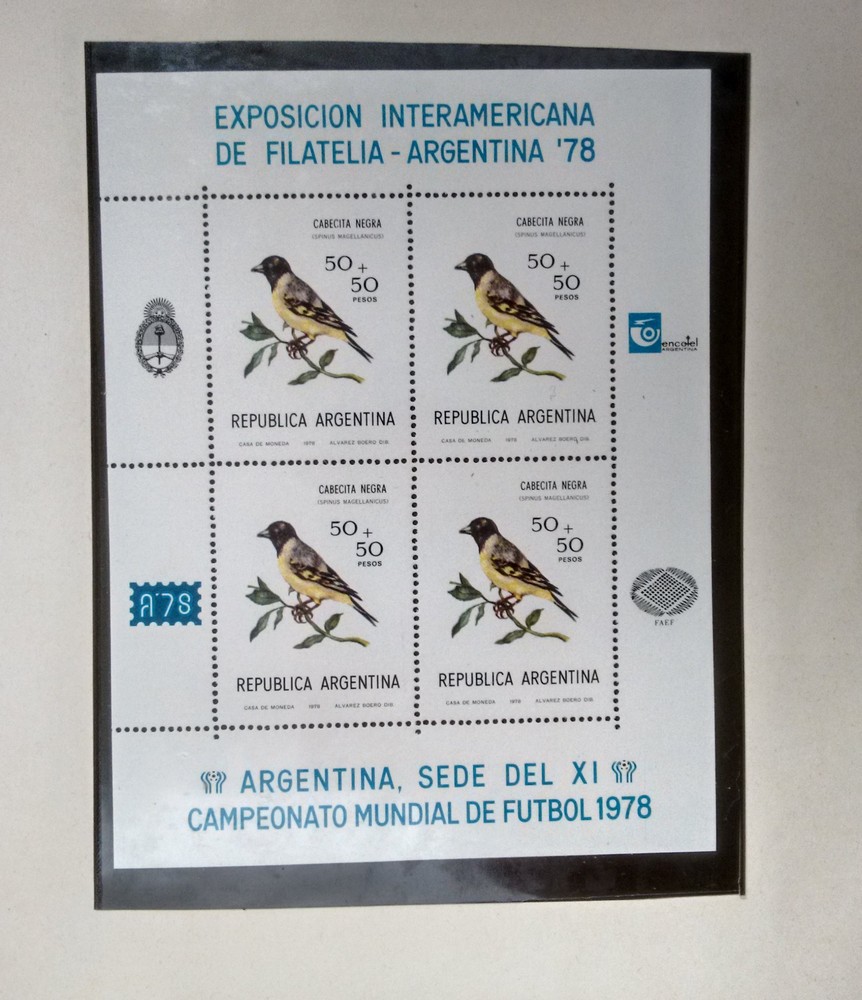 EXPOSICION INTERAMERICANA
DE FILATELIA - ARGENTINA '78
CABECITA NEGRA
(SPINUS MAGELLANICUS)
50 +
50
PESOS
REPUBLICA ARGENTINA
CASA DE MONEDA 1978 ALVAREZ BOERO DIB.
CABECITA NEGRA
(SPINUS MAGELLANICUS)
50 +
50
PESOS
REPUBLICA ARGENTINA
CASA DE MONEDA 1978 ALVAREZ BOERO DIB.
encotel
ARGENTINA
A'78
CABECITA NEGRA
(SPINUS MAGELLANICUS)
50 +
50
PESOS
REPUBLICA ARGENTINA
CASA DE MONEDA 1978 ALVAREZ BOERO DIB.
CABECITA NEGRA
(SPINUS MAGELLANICUS)
50 +
50
PESOS
REPUBLICA ARGENTINA
CASA DE MONEDA 1978 ALVAREZ BOERO DIB.
FAEF
ARGENTINA, SEDE DEL XI
CAMPEONATO MUNDIAL DE FUTBOL 1978